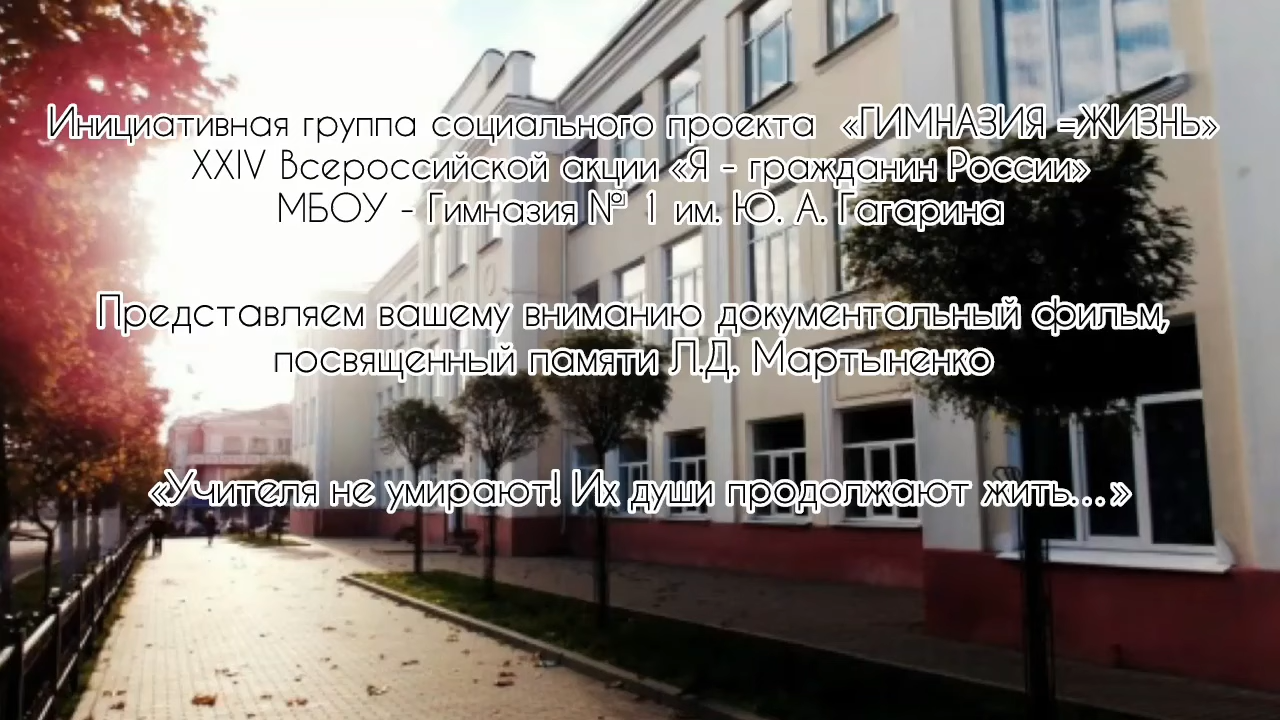 Инициативная группа социального проекта «ГИМНАЗИЯ =ЖИЗНЬ»
XXIV Всероссийской акции «Я - гражданин России»
МБОУ - Гимназия № 1 им. Ю. А. Гагарина
Представляем вашему вниманию документальный фильм,
посвященный памяти Л.Д. Мартыненко
«Учителя не умирают! Их души продолжают жить...»